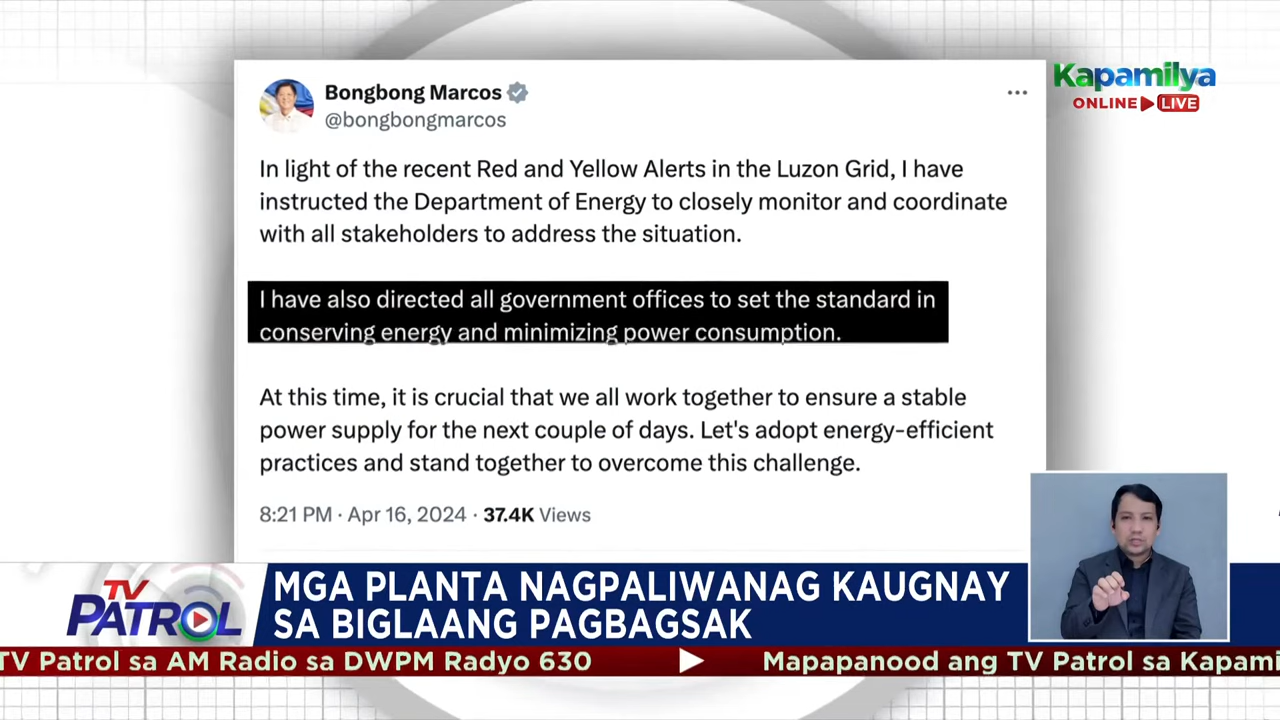 Bongbong Marcos
@bongbongmarcos
Kapamilya
ONLINE LIVE
In light of the recent Red and Yellow Alerts in the Luzon Grid, I have
instructed the Department of Energy to closely monitor and coordinate
with all stakeholders to address the situation.
I have also directed all government offices to set the standard in
conserving energy and minimizing power consumption.
At this time, it is crucial that we all work together to ensure a stable
power supply for the next couple of days. Let's adopt energy-efficient
practices and stand together to overcome this challenge.
8:21 PM · Apr 16, 2024 · 37.4K Views
TV PATROL
MGA PLANTA NAGPALIWANAG KAUGNAY
SA BIGLAANG PAGBAGSAK
TV Patrol sa AM Radio sa DWPM Radyo 630 Mapapanood ang TV Patrol sa Kapami